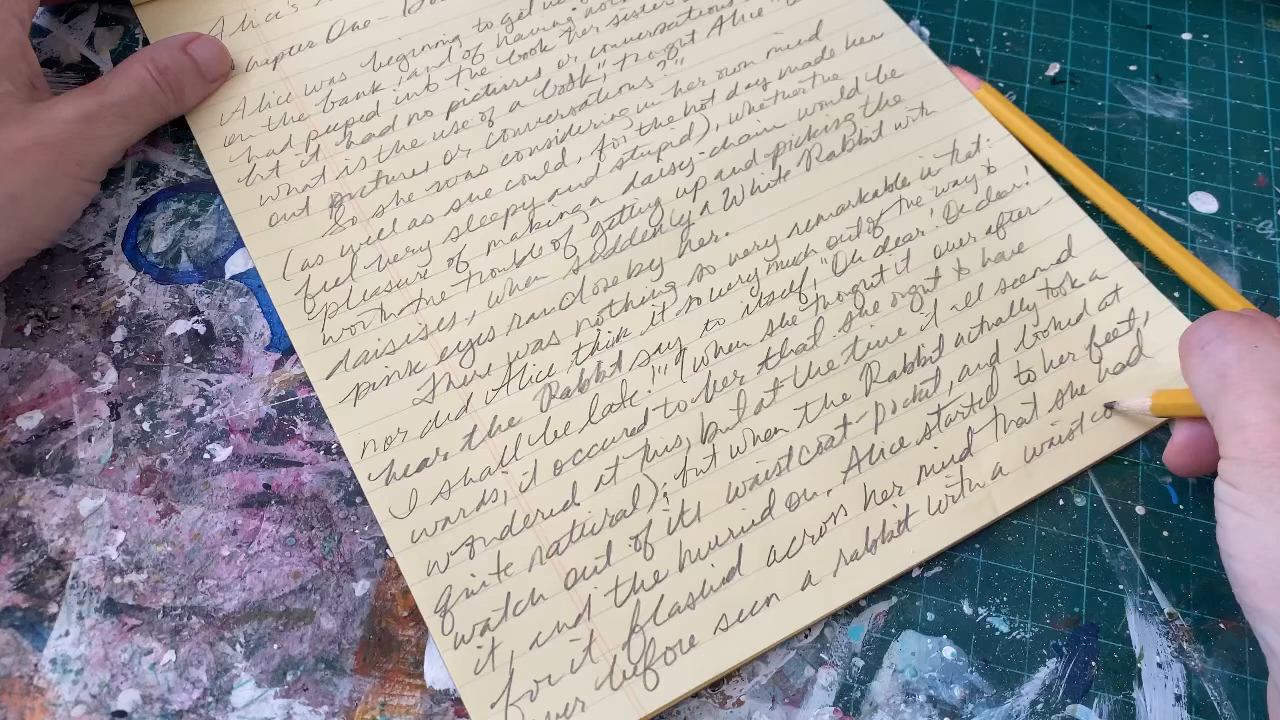 Alice's
Chapter One-
Alice was beginning to get
on the bank, and of having
had peeped into the book her sister
but it had no pictures or conversations
what is the use of a book," thought Alice
out pictures or conversations?"
So she was considering in her own mind
(as well as she could, for the hot day made her
feel very sleepy and stupid), whether the
pleasure of making a daisy-chain would be
worth the trouble of getting up and picking the
daisies, when suddenly a White Rabbit with
pink eyes ran close by her.
There was nothing so very remarkable in that:
nor did Alice think it so very much out of the way to
hear the Rabbit say to itself, "Oh dear! Oh dear!
I shall be late!" (when she thought it over after-
wards, it occured to her that she ought to have
wondered at this, but at the time it all seemed
quite natural); but when the Rabbit actually took a
watch out of its waistcoat-pocket, and looked at
it, and the hurried on, Alice started to her feet,
for it flashed across her mind that she had
never before seen a rabbit with a waistco